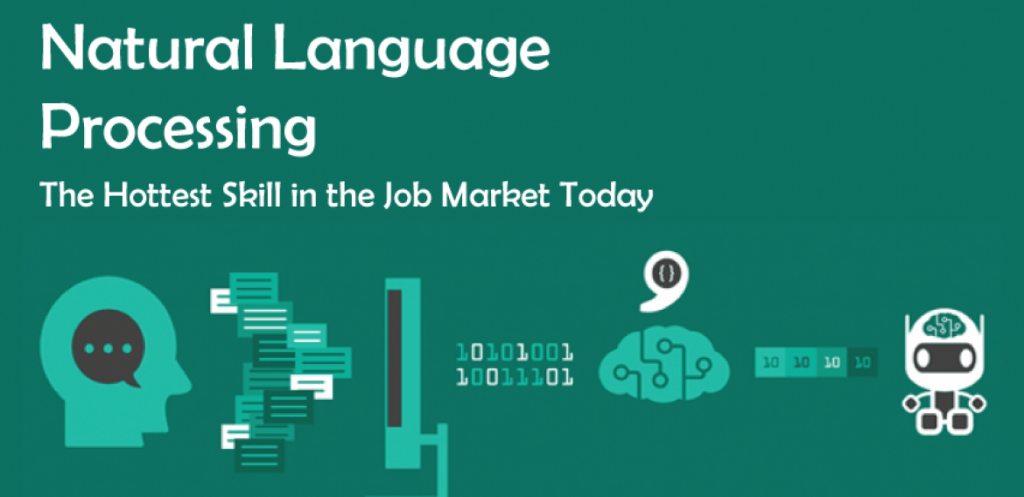 Natural Language
Processing
The Hottest Skill in the Job Market Today
{}
10101001
10011101
10 10 10 10